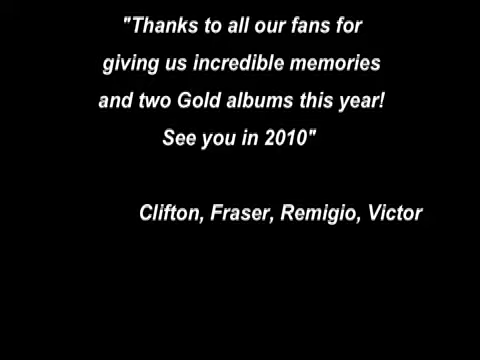 "Thanks to all our fans for
giving us incredible memories
and two Gold albums this year!
See you in 2010"
Clifton, Fraser, Remigio, Victor